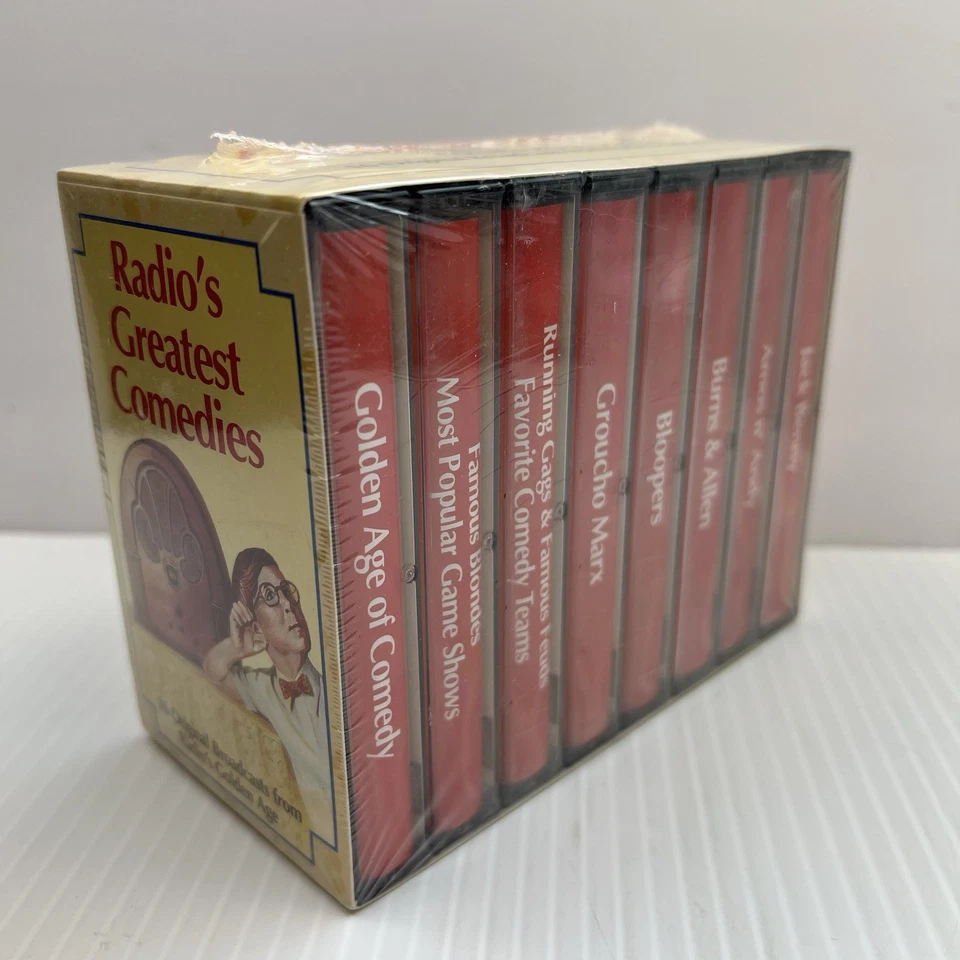 Radio's
Greatest
Comedies
Original Broadcasts from
Radio's Golden Age
Golden Age of Comedy
Famous Blondes
Most Popular Game Shows
Running Gags & Famous Feuds
Favorite Comedy Teams
Groucho Marx
Bloopers
Burns & Allen
Amos n' Andy
Jack Benny